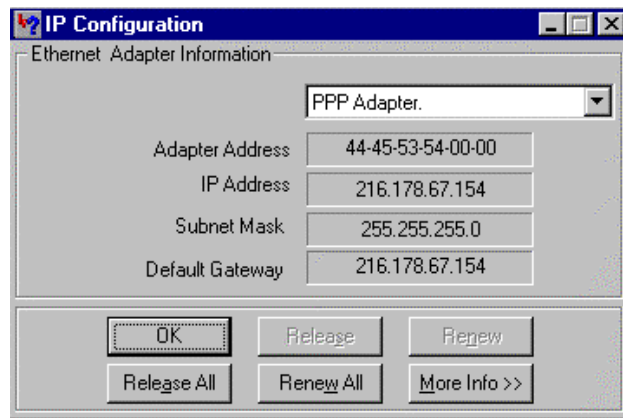 IP Configuration
Ethernet Adapter Information
PPP Adapter.
Adapter Address 44-45-53-54-00-00
IP Address 216.178.67.154
Subnet Mask 255.255.255.0
Default Gateway 216.178.67.154
OK Release Renew
Release All Renew All More Info >>